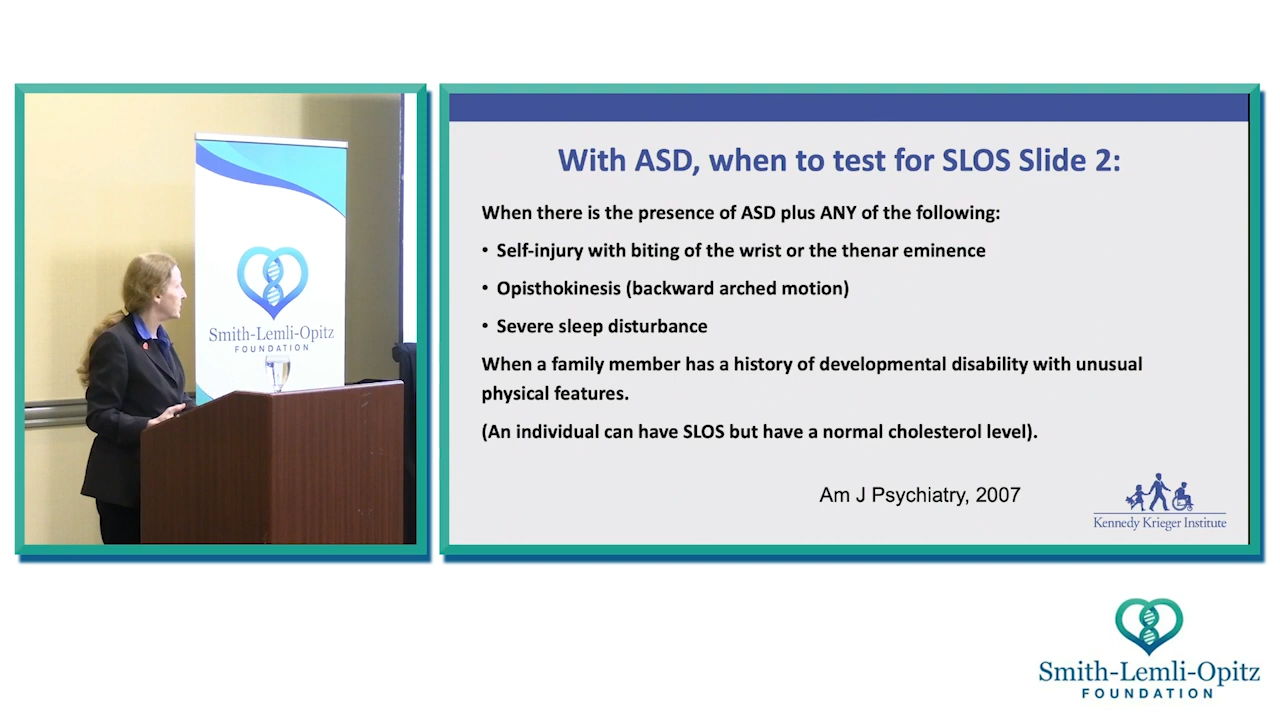 Smith-Lemli-Opitz
FOUNDATION
With ASD, when to test for SLOS Slide 2:
When there is the presence of ASD plus ANY of the following:
• Self-injury with biting of the wrist or the thenar eminence
• Opisthokinesis (backward arched motion)
• Severe sleep disturbance
When a family member has a history of developmental disability with unusual
physical features.
(An individual can have SLOS but have a normal cholesterol level).
Am J Psychiatry, 2007
Kennedy Krieger Institute
Smith-Lemli-Opitz
FOUNDATION